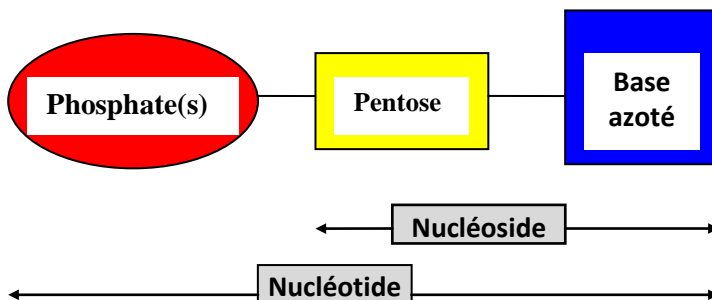 Phosphate(s)
Pentose
Base
azoté
Nucléoside
Nucléotide